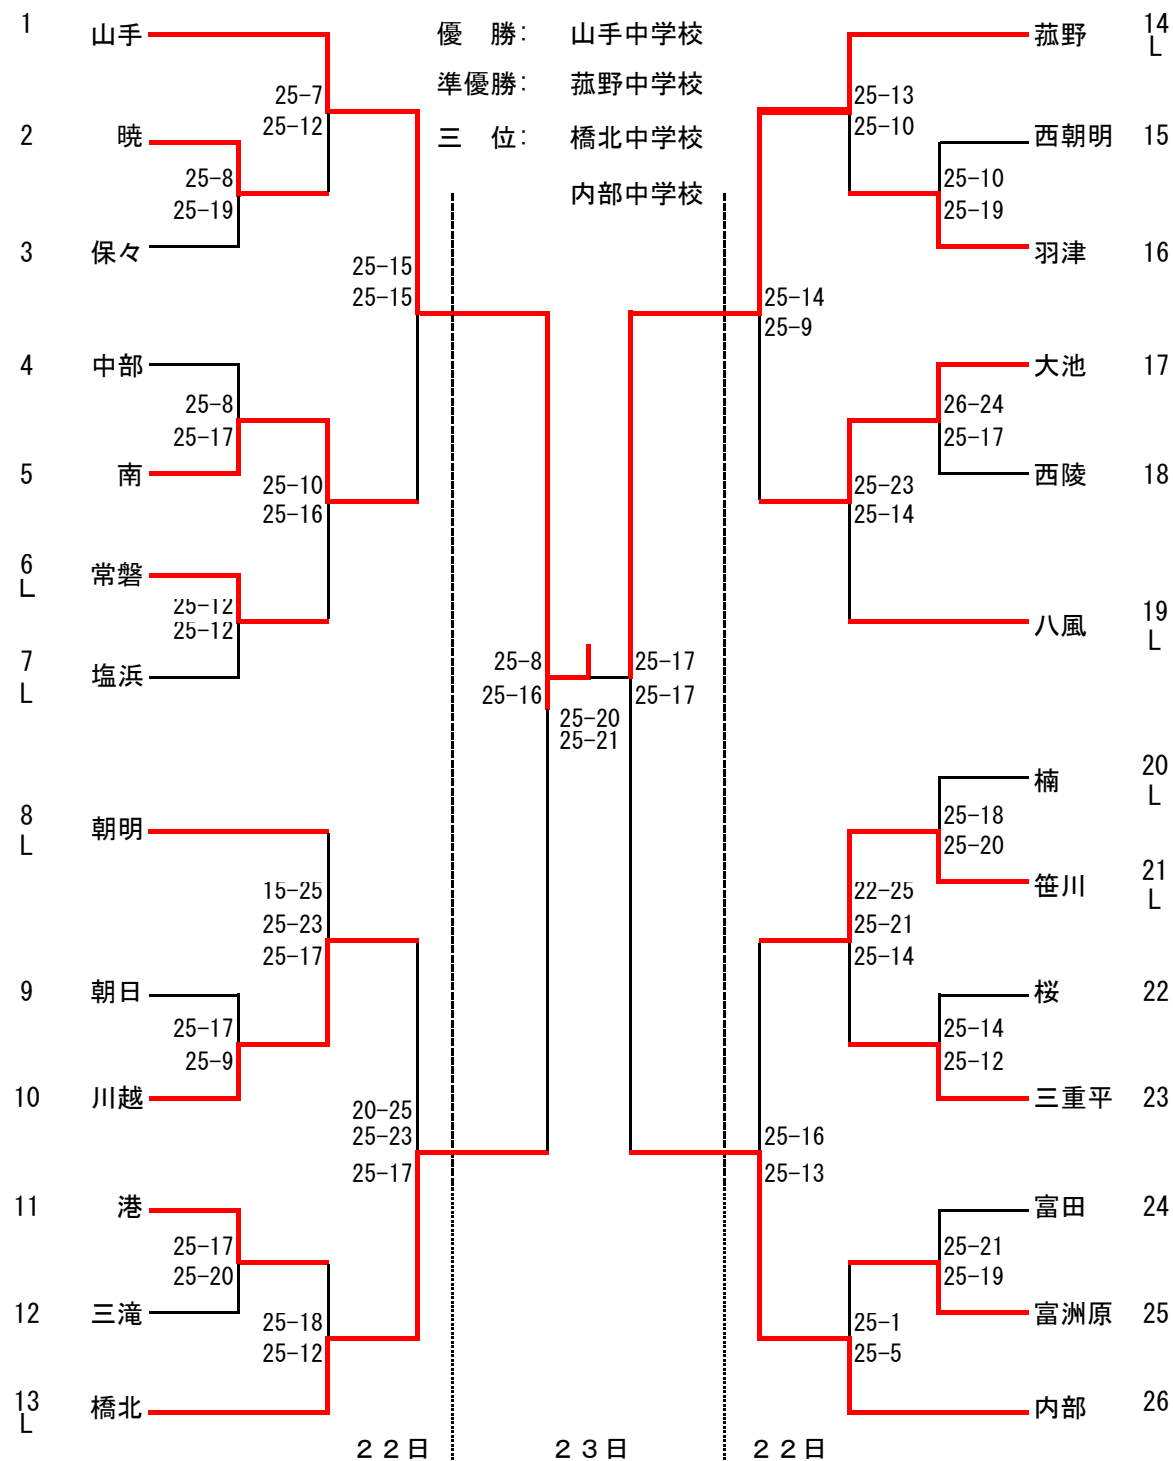 優　勝：　山手中学校
準優勝：　菰野中学校
三　位：　橋北中学校
内部中学校
1 山手
25-7
25-12
2 暁
25-8
25-19
3 保々
25-15
25-15
4 中部
25-8
25-17
5 南
25-10
25-16
6 L 常磐
25-12
25-12
7 L 塩浜
25-8
25-16
8 L 朝明
15-25
25-23
25-17
9 朝日
25-17
25-9
10 川越
20-25
25-23
25-17
11 港
25-17
25-20
12 三滝
25-18
25-12
13 L 橋北
25-20
25-21
菰野 14 L
25-13
25-10
西朝明 15
25-10
25-19
羽津 16
25-14
25-9
大池 17
26-24
25-17
西陵 18
25-23
25-14
八風 19 L
25-17
25-17
楠 20 L
25-18
25-20
笹川 21 L
22-25
25-21
25-14
桜 22
25-14
25-12
三重平 23
25-16
25-13
富田 24
25-21
25-19
富洲原 25
25-1
25-5
内部 26
２２日　２３日　２２日